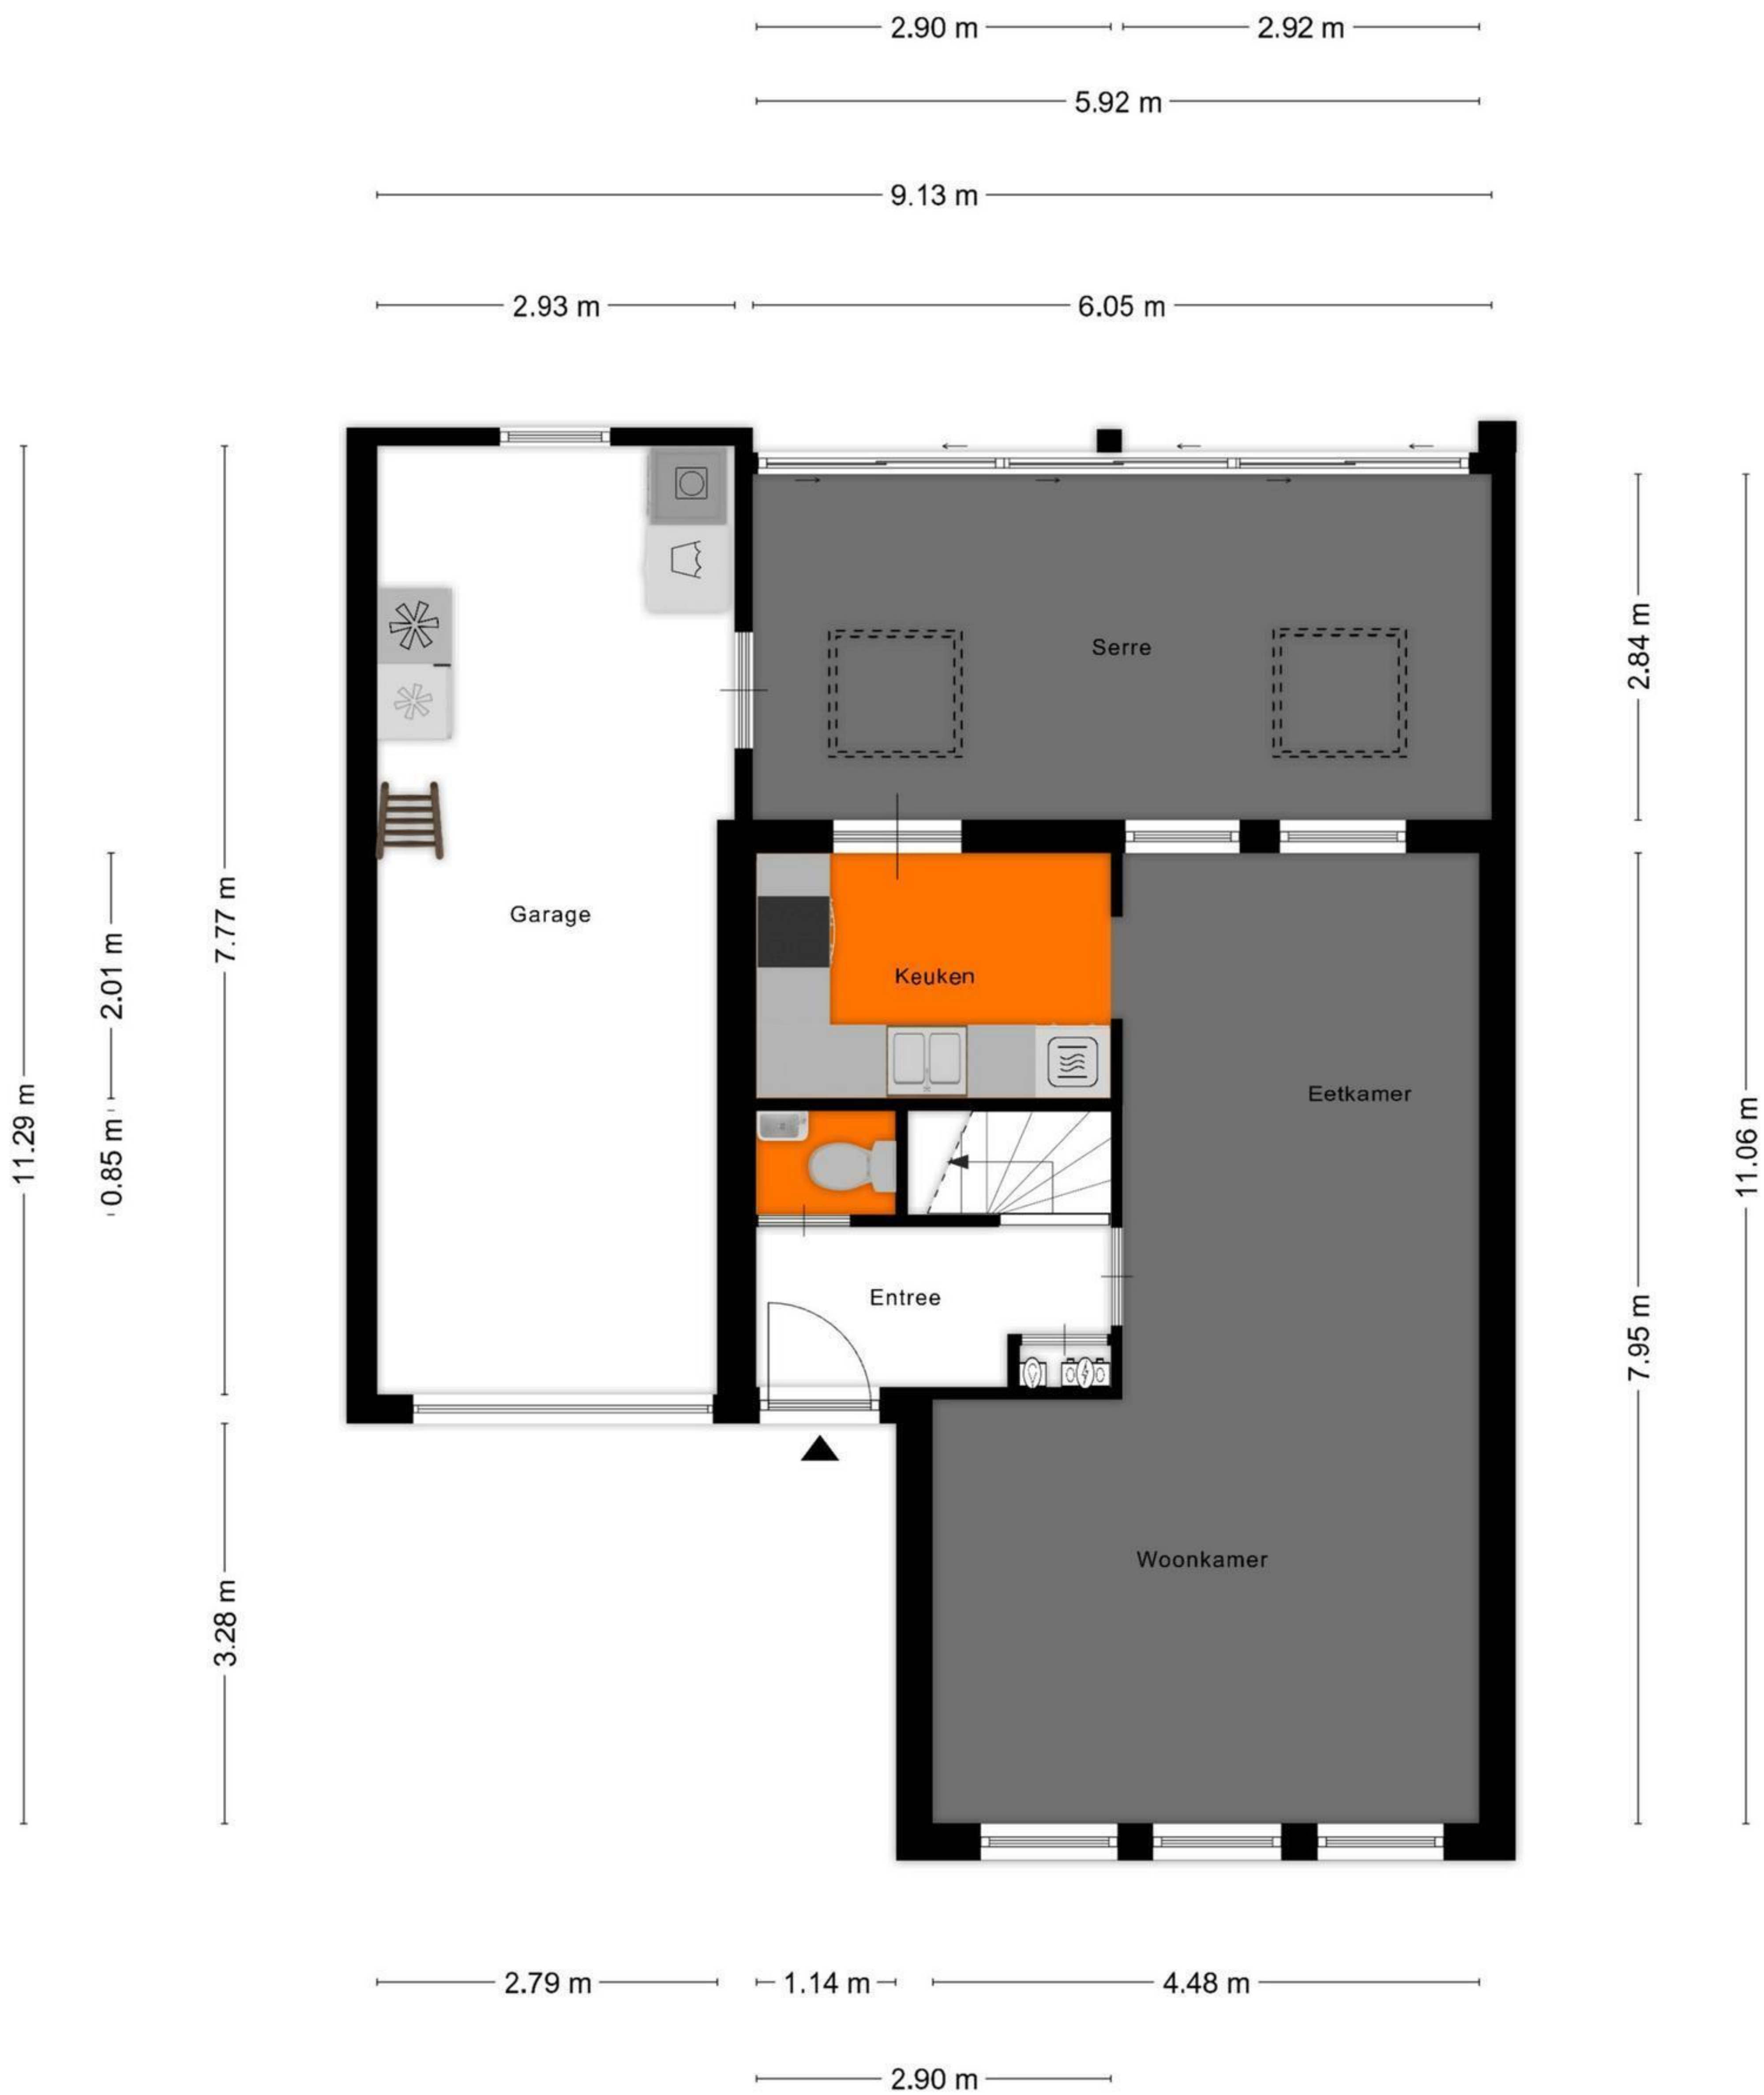 2.90 m
2.92 m
5.92 m
9.13 m
2.93 m
6.05 m
Serre
2.84 m
Garage
7.77 m
2.01 m
Keuken
Eetkamer
11.29 m
0.85 m
11.06 m
Entree
7.95 m
Woonkamer
3.28 m
2.79 m
1.14 m
4.48 m
2.90 m